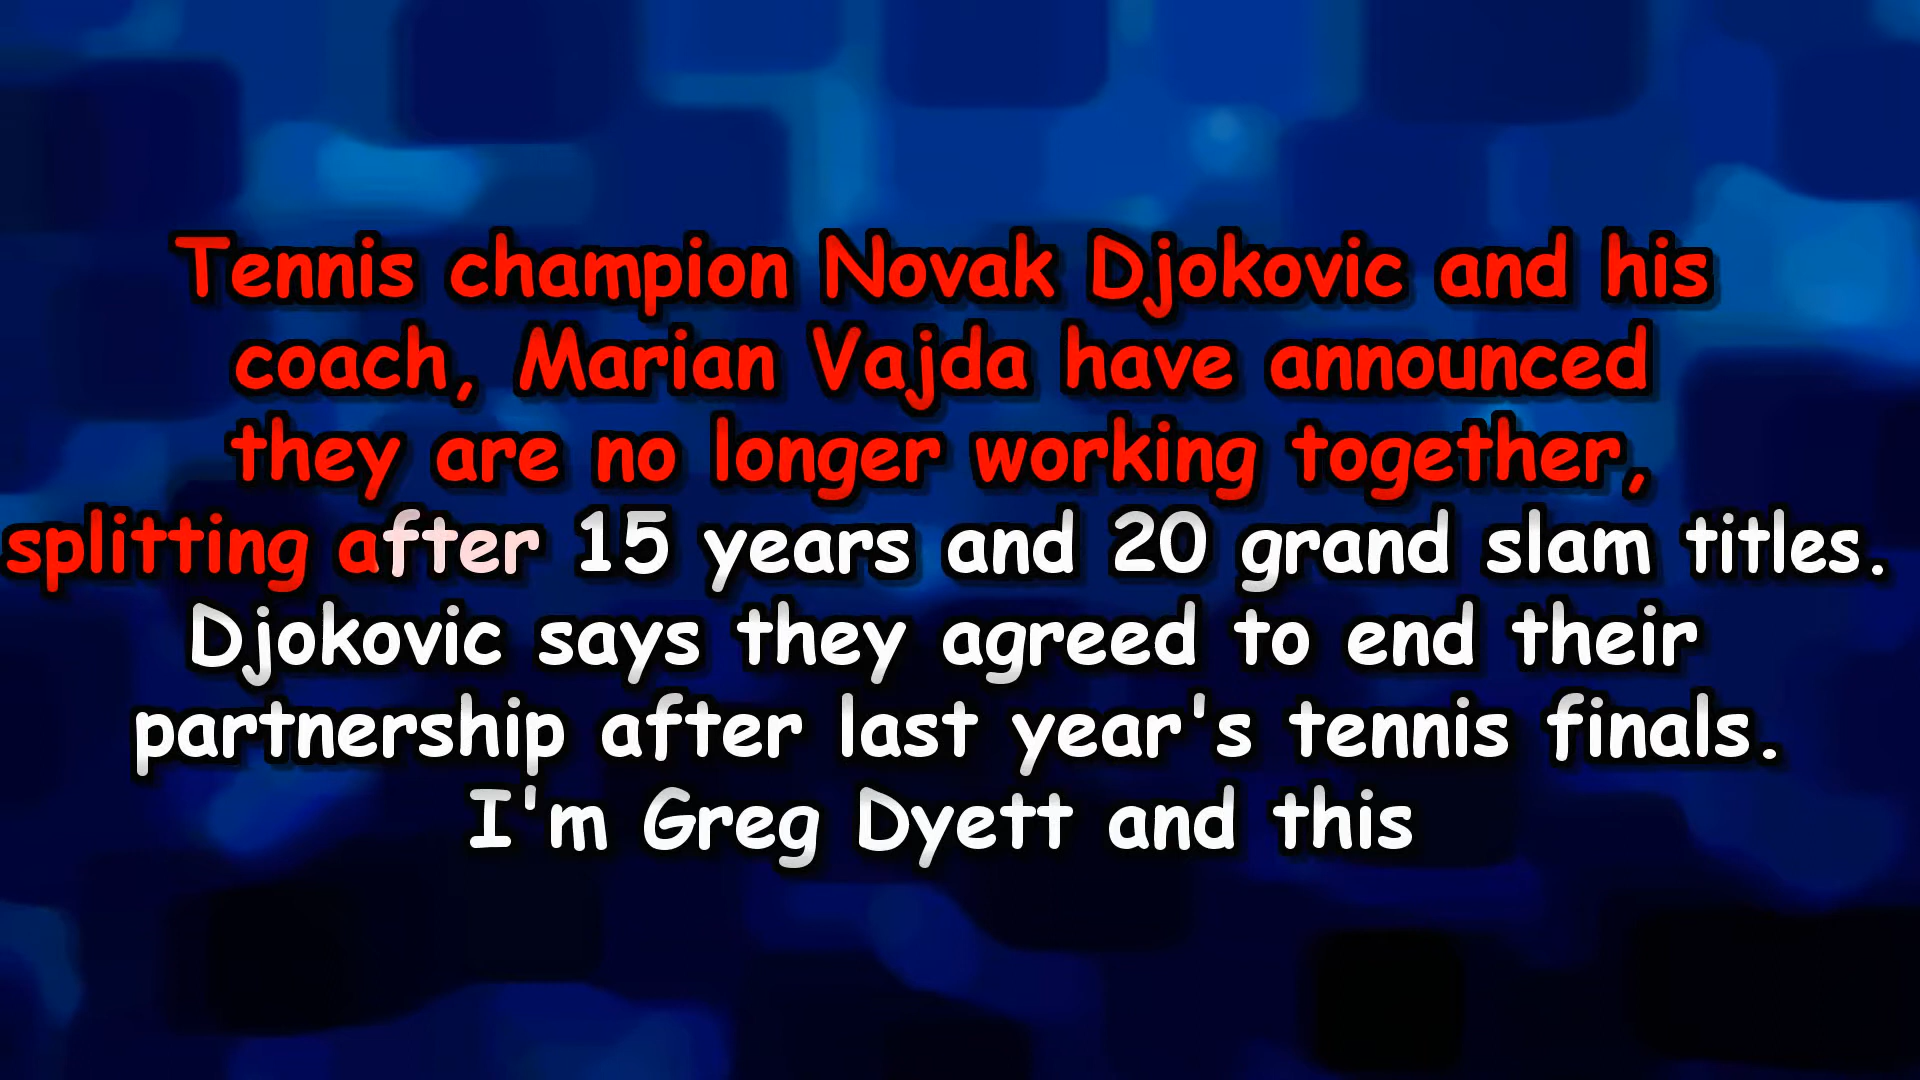 Tennis champion Novak Djokovic and his
coach, Marian Vajda have announced
they are no longer working together,
splitting after 15 years and 20 grand slam titles.
Djokovic says they agreed to end their
partnership after last year's tennis finals.
I'm Greg Dyett and this